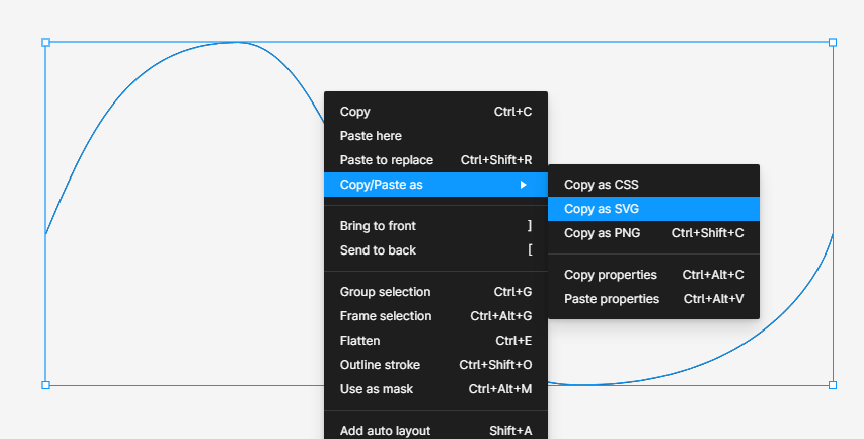 Copy Ctrl+C
Paste here
Paste to replace Ctrl+Shift+R
Copy/Paste as
Copy as CSS
Copy as SVG
Copy as PNG Ctrl+Shift+C
Copy properties Ctrl+Alt+C
Paste properties Ctrl+Alt+V
Bring to front ]
Send to back [
Group selection Ctrl+G
Frame selection Ctrl+Alt+G
Flatten Ctrl+E
Outline stroke Ctrl+Shift+O
Use as mask Ctrl+Alt+M
Add auto layout Shift+A